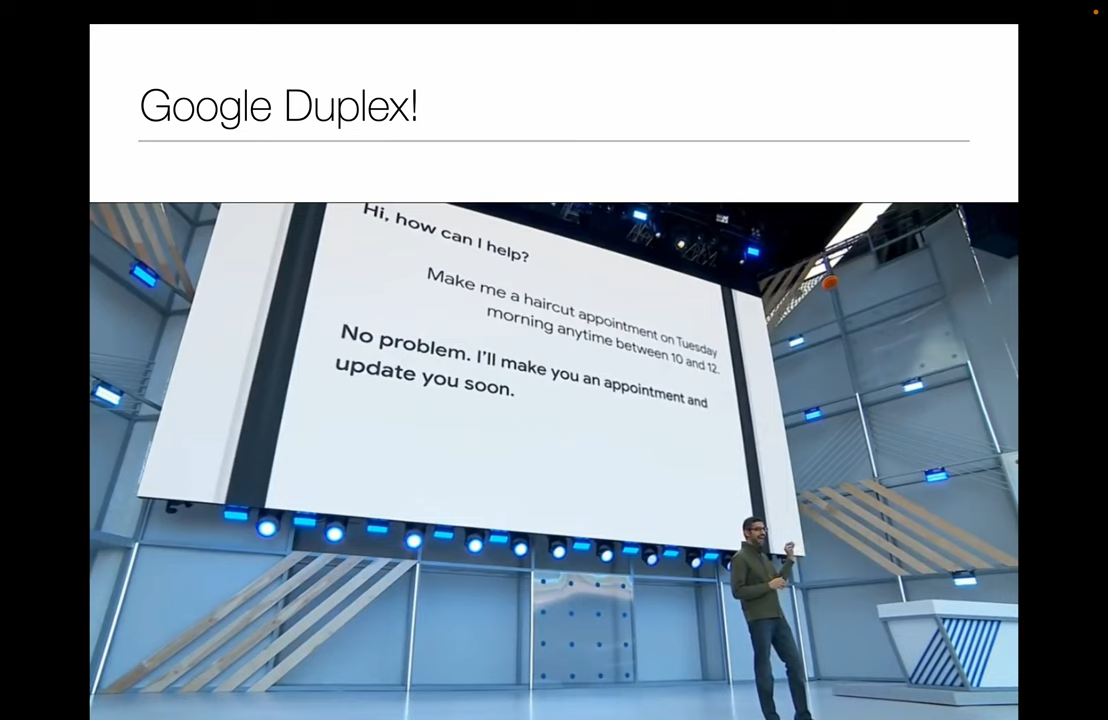 Google Duplex!
Hi, how can I help?
Make me a haircut appointment on Tuesday
morning anytime between 10 and 12.
No problem. I'll make you an appointment and
update you soon.